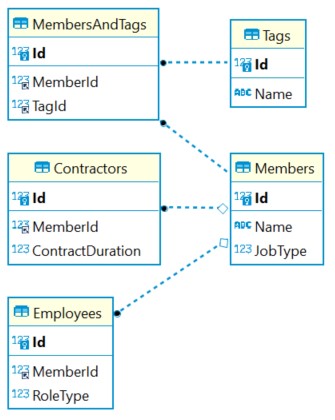 MembersAndTags
123 Id
123 MemberId
123 TagId
Tags
123 Id
ABC Name
Contractors
123 Id
123 MemberId
123 ContractDuration
Members
123 Id
ABC Name
123 JobType
Employees
123 Id
123 MemberId
123 RoleType